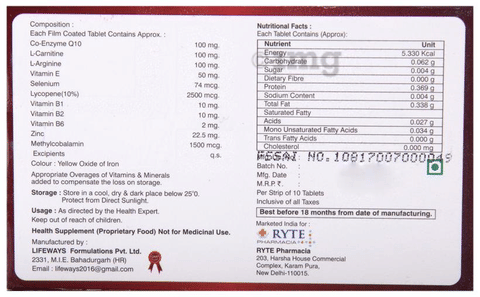 Composition :
Each Film Coated Tablet Contains Approx. :
Co-Enzyme Q10 100 mg.
L-Carnitine 100 mg.
L-Arginine 100 mg.
Vitamin E 50 mg.
Selenium 74 mcg.
Lycopene(10%) 2500 mcg.
Vitamin B1 10 mg.
Vitamin B2 10 mg.
Vitamin B6 2 mg.
Zinc 22.5 mg.
Methylcobalamin 1500 mcg.
Excipients q.s.
Colour : Yellow Oxide of Iron
Appropriate Overages of Vitamins & Minerals
added to compensate the loss on storage.
Storage : Store in a cool, dry & dark place below 25°0.
Protect from Direct Sunlight.
Usage : As directed by the Health Expert.
Keep out of reach of children.
Health Supplement (Proprietary Food) Not for Medicinal Use.
Manufactured by :
LIFEWAYS Formulations Pvt. Ltd.
2331, M.I.E. Bahadurgarh (HR)
Email : lifeways2016@gmail.com
Nutritional Facts :
Each Tablet Contains (Approx):
Nutrient Unit
Energy 5.330 Kcal
Carbohydrate 0.062 g
Sugar 0.004 g
Dietary Fibre 0.000 g
Protein 0.369 g
Sodium Content 0.004 g
Total Fat 0.338 g
Saturated Fatty
Acids 0.027 g
Mono Unsaturated Fatty Acids 0.034 g
Trans Fatty Acids 0.000 g
Cholesterol 0.000 mg
FSSAI NO. 10817007000049
Batch No. :
M.R.P ₹. :
Per Strip of 10 Tablets
Inclusive of All Taxes
Best before 18 months from date of manufacturing.
Marketed India for :
RYTE
PHARMACIA
RYTE Pharmacia
203, Harsha House Commercial
Complex, Karam Pura,
New Delhi-110015.